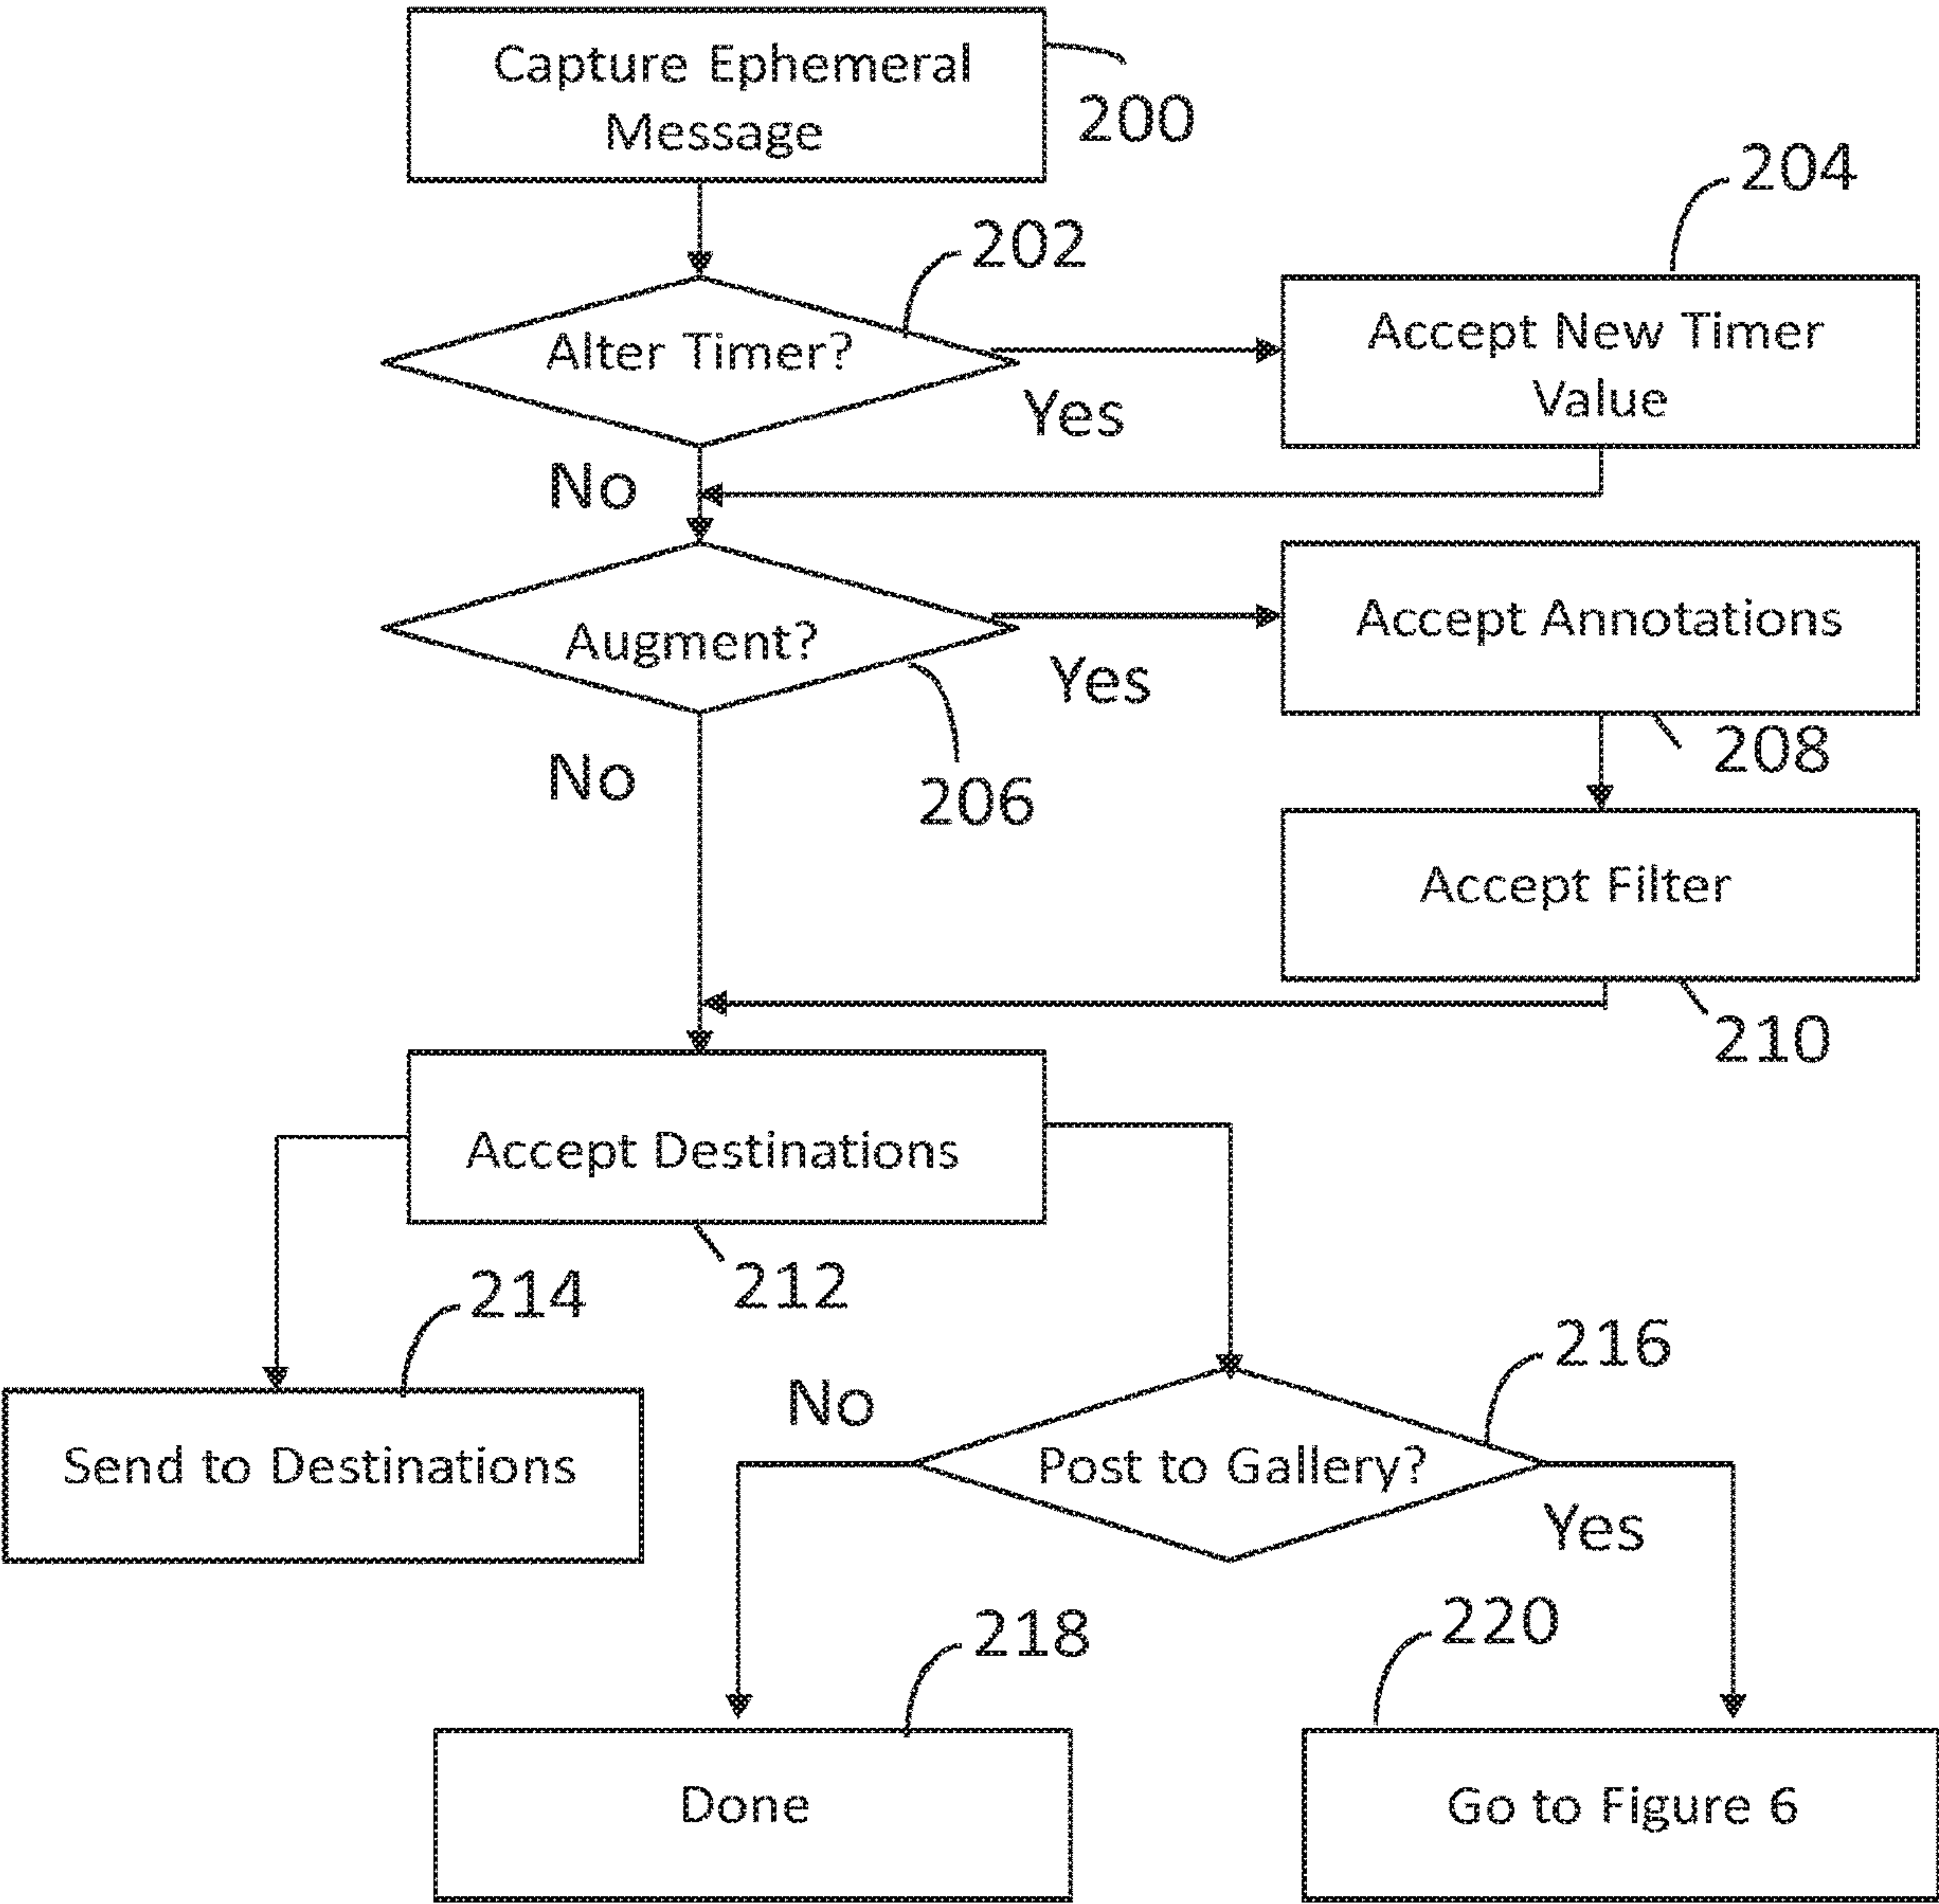 Capture Ephemeral
Message
200
204
202
Alter Timer?
Yes
Accept New Timer
Value
No
Augment?
Yes
Accept Annotations
208
No
206
Accept Filter
210
Accept Destinations
212
214
216
Send to Destinations
No
Post to Gallery?
Yes
218
220
Done
Go to Figure 6